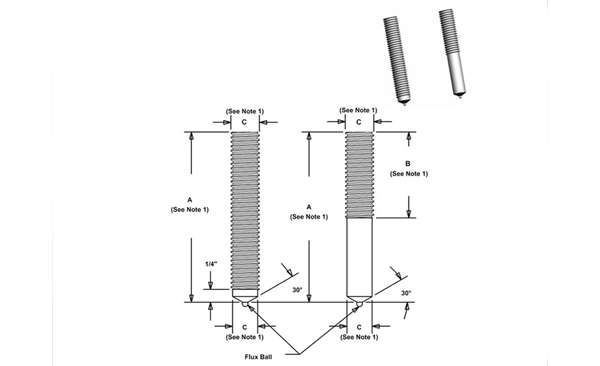 (See Note 1)
C
(See Note 1)
C
B
(See Note 1)
A
(See Note 1)
A
(See Note 1)
1/4"
30°
30°
C
(See Note 1)
C
(See Note 1)
Flux Ball